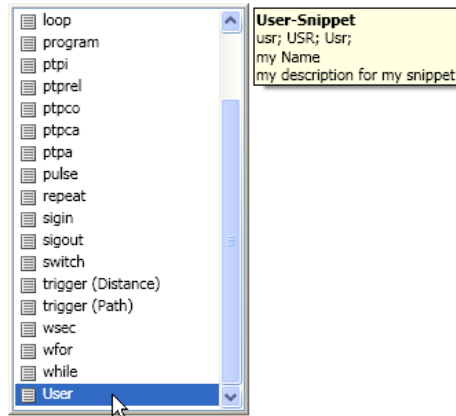 loop
program
ptpi
ptprel
ptpco
ptpca
ptpa
pulse
repeat
sigin
sigout
switch
trigger (Distance)
trigger (Path)
wsec
wfor
while
User
User-Snippet
usr; USR; Usr;
my Name
my description for my snippet